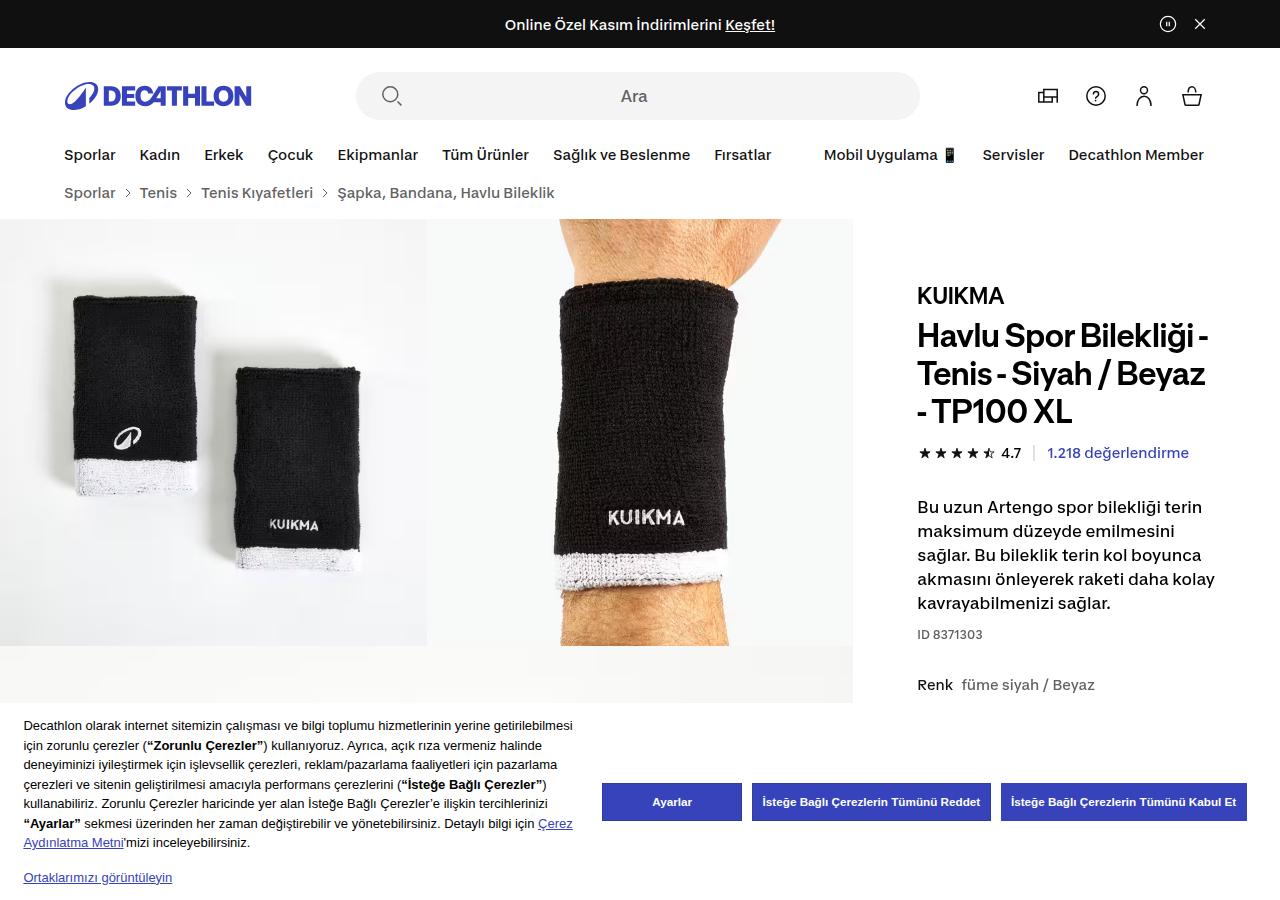 Online Özel Kasım İndirimlerini Keşfet!
DECATHLON
Ara
Sporlar
Kadın
Erkek
Çocuk
Ekipmanlar
Tüm Ürünler
Sağlık ve Beslenme
Fırsatlar
Mobil Uygulama
Servisler
Decathlon Member
Sporlar
Tenis
Tenis Kıyafetleri
Şapka, Bandana, Havlu Bileklik
KUIKMA
KUIKMA
KUIKMA
Havlu Spor Bilekliği -
Tenis - Siyah / Beyaz
- TP100 XL
4.7
1.218 değerlendirme
Bu uzun Artengo spor bilekliği terin
maksimum düzeyde emilmesini
sağlar. Bu bileklik terin kol boyunca
akmasını önleyerek raketi daha kolay
kavrayabilmenizi sağlar.
ID 8371303
Renk füme siyah / Beyaz
Decathlon olarak internet sitemizin çalışması ve bilgi toplumu hizmetlerinin yerine getirilebilmesi
için zorunlu çerezler (“Zorunlu Çerezler”) kullanıyoruz. Ayrıca, açık rıza vermeniz halinde
deneyiminizi iyileştirmek için işlevsellik çerezleri, reklam/pazarlama faaliyetleri için pazarlama
çerezleri ve sitenin geliştirilmesi amacıyla performans çerezlerini (“İsteğe Bağlı Çerezler”)
kullanabiliriz. Zorunlu Çerezler haricinde yer alan İsteğe Bağlı Çerezler’e ilişkin tercihlerinizi
“Ayarlar” sekmesi üzerinden her zaman değiştirebilir ve yönetebilirsiniz. Detaylı bilgi için Çerez
Aydınlatma Metni'mizi inceleyebilirsiniz.
Ortaklarımızı görüntüleyin
Ayarlar
İsteğe Bağlı Çerezlerin Tümünü Reddet
İsteğe Bağlı Çerezlerin Tümünü Kabul Et